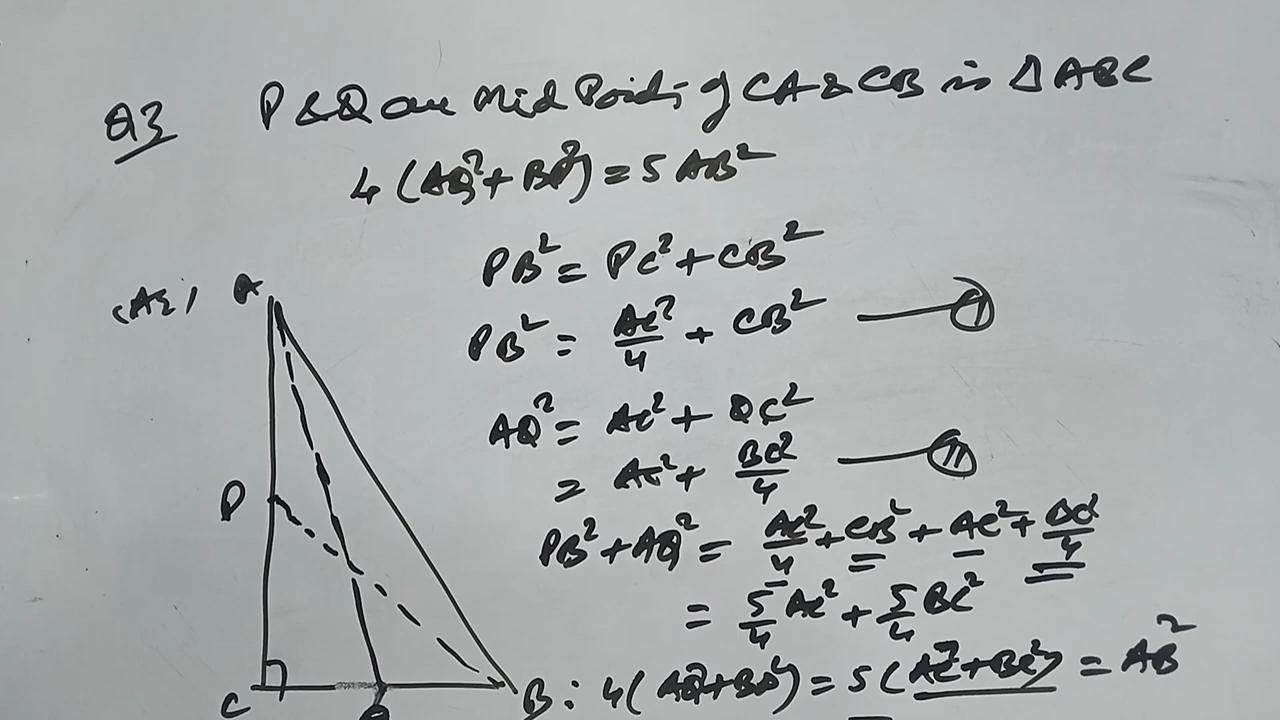 Q3 P & Q are Mid Points of CA & CB in Δ ABC
4 (AQ² + BP²) = 5 AB²
PB² = PC² + CB²
A
PB² = AC²/4 + CB² — I
AQ² = AC² + QC²
= AC² + BC²/4 — II
P
PB² + AQ² = AC²/4 + CB² + AC² + BC²/4
= 5/4 AC² + 5/4 BC²
C Q B : 4 (AQ² + BP²) = 5 (AC² + BC²) = AB²